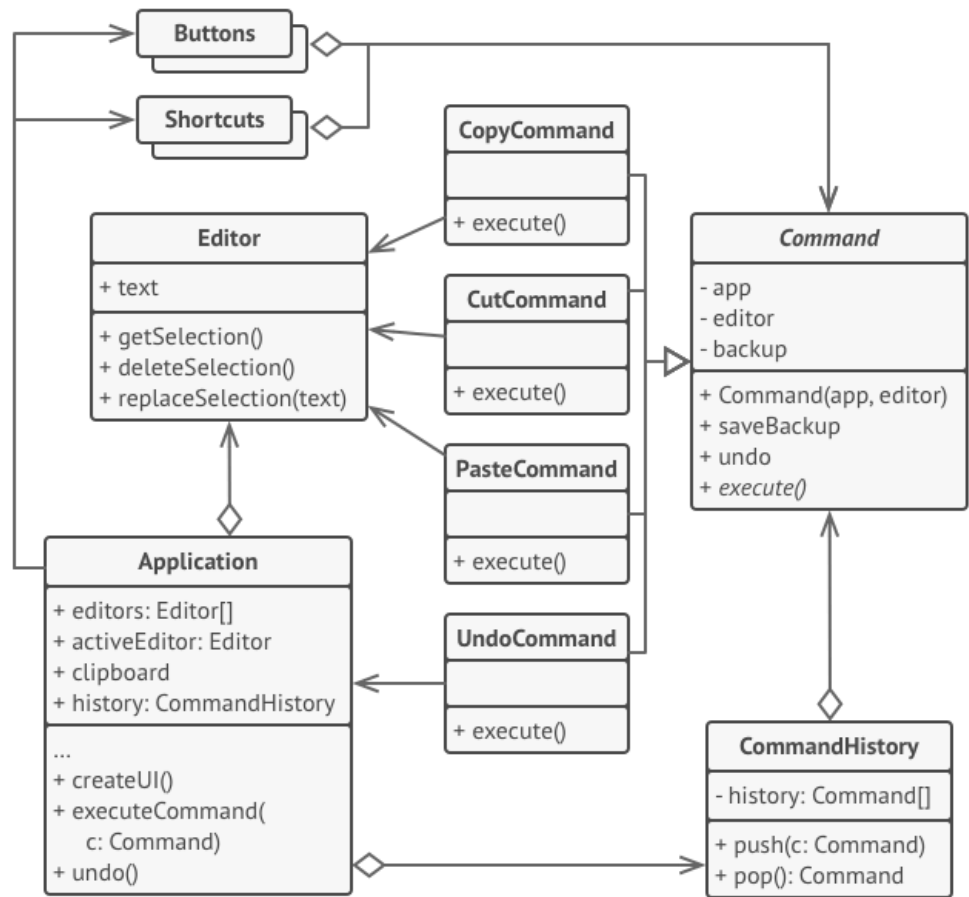 Buttons
Shortcuts
CopyCommand
+ execute()
Editor
+ text
+ getSelection()
+ deleteSelection()
+ replaceSelection(text)
CutCommand
+ execute()
Command
- app
- editor
- backup
+ Command(app, editor)
+ saveBackup
+ undo
+ execute()
PasteCommand
+ execute()
Application
+ editors: Editor[]
+ activeEditor: Editor
+ clipboard
+ history: CommandHistory
...
+ createUI()
+ executeCommand(
c: Command)
+ undo()
UndoCommand
+ execute()
CommandHistory
- history: Command[]
+ push(c: Command)
+ pop(): Command